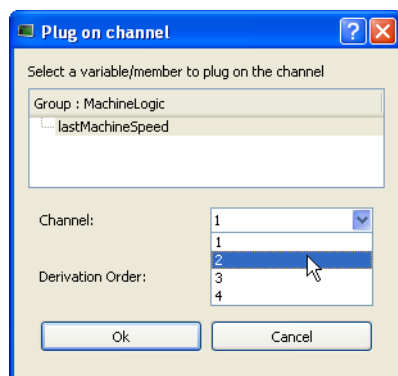 Plug on channel
Select a variable/member to plug on the channel
Group : MachineLogic
lastMachineSpeed
Channel: 1
1
2
Derivation Order: 3
4
Ok Cancel